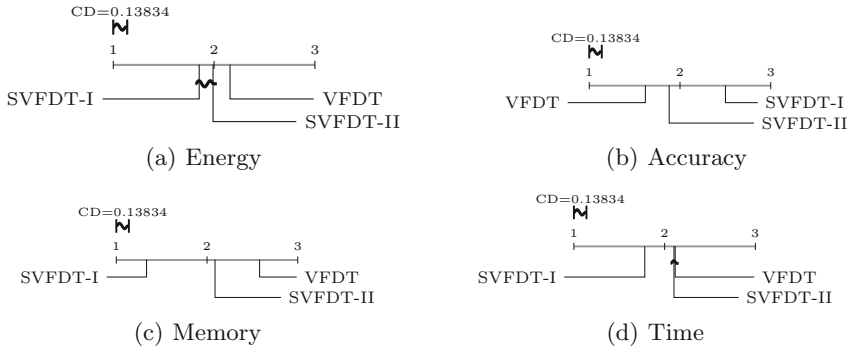 CD=0.13834
1 2 3
SVFDT-I VFDT
SVFDT-II
(a) Energy
CD=0.13834
1 2 3
VFDT SVFDT-I
SVFDT-II
(b) Accuracy
CD=0.13834
1 2 3
SVFDT-I VFDT
SVFDT-II
(c) Memory
CD=0.13834
1 2 3
SVFDT-I VFDT
SVFDT-II
(d) Time